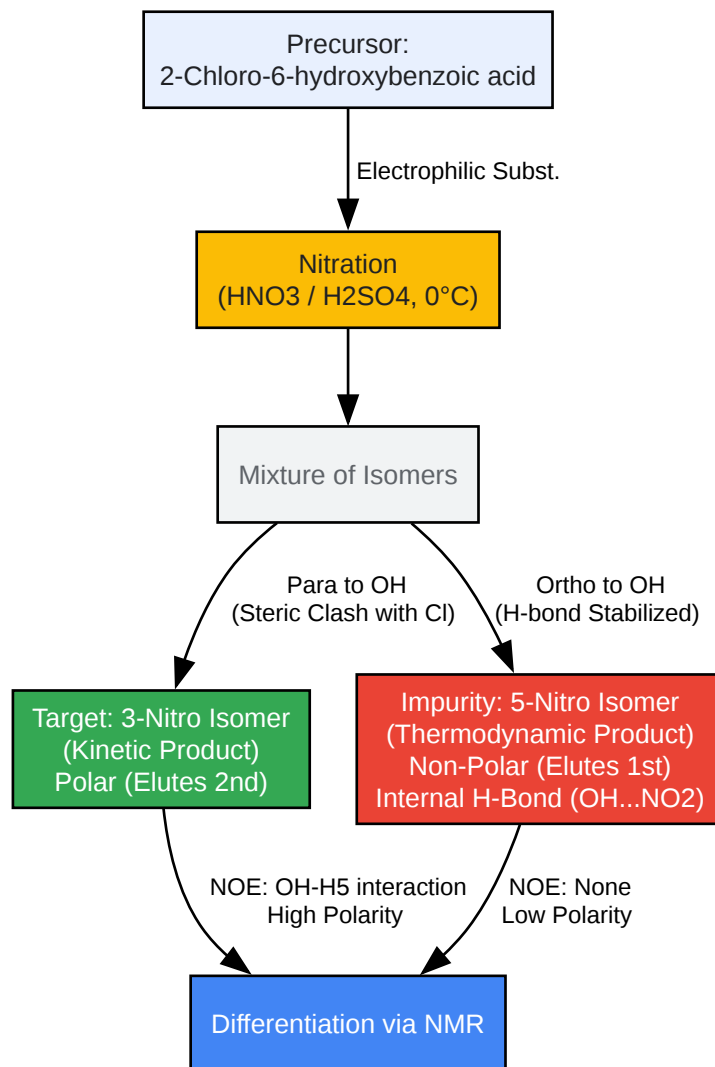 Precursor:
2-Chloro-6-hydroxybenzoic acid
Electrophilic Subst.
Nitration
(HNO3 / H2SO4, 0°C)
Mixture of Isomers
Para to OH
(Steric Clash with Cl)
Ortho to OH
(H-bond Stabilized)
Target: 3-Nitro Isomer
(Kinetic Product)
Polar (Elutes 2nd)
Impurity: 5-Nitro Isomer
(Thermodynamic Product)
Non-Polar (Elutes 1st)
Internal H-Bond (OH...NO2)
NOE: OH-H5 interaction
High Polarity
NOE: None
Low Polarity
Differentiation via NMR